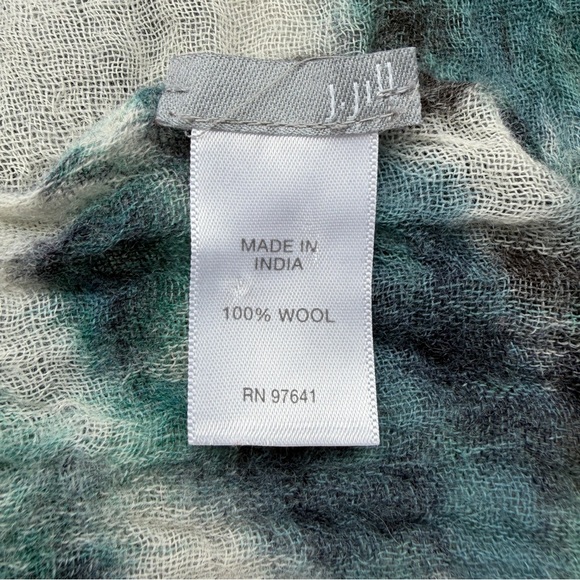 J.Jill
MADE IN
INDIA
100% WOOL
RN 97641